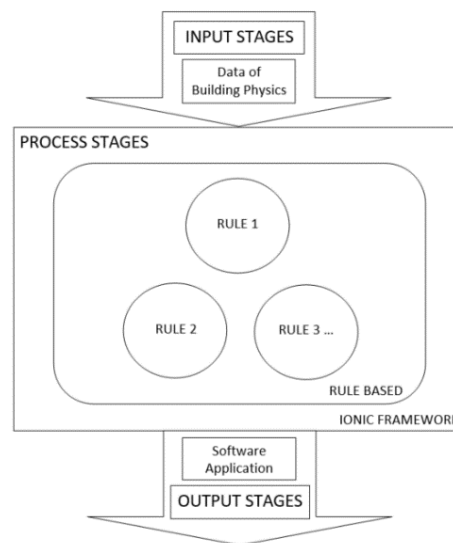 INPUT STAGES
Data of
Building Physics
PROCESS STAGES
RULE 1
RULE 2
RULE 3 ...
RULE BASED
IONIC FRAMEWORK
Software
Application
OUTPUT STAGES